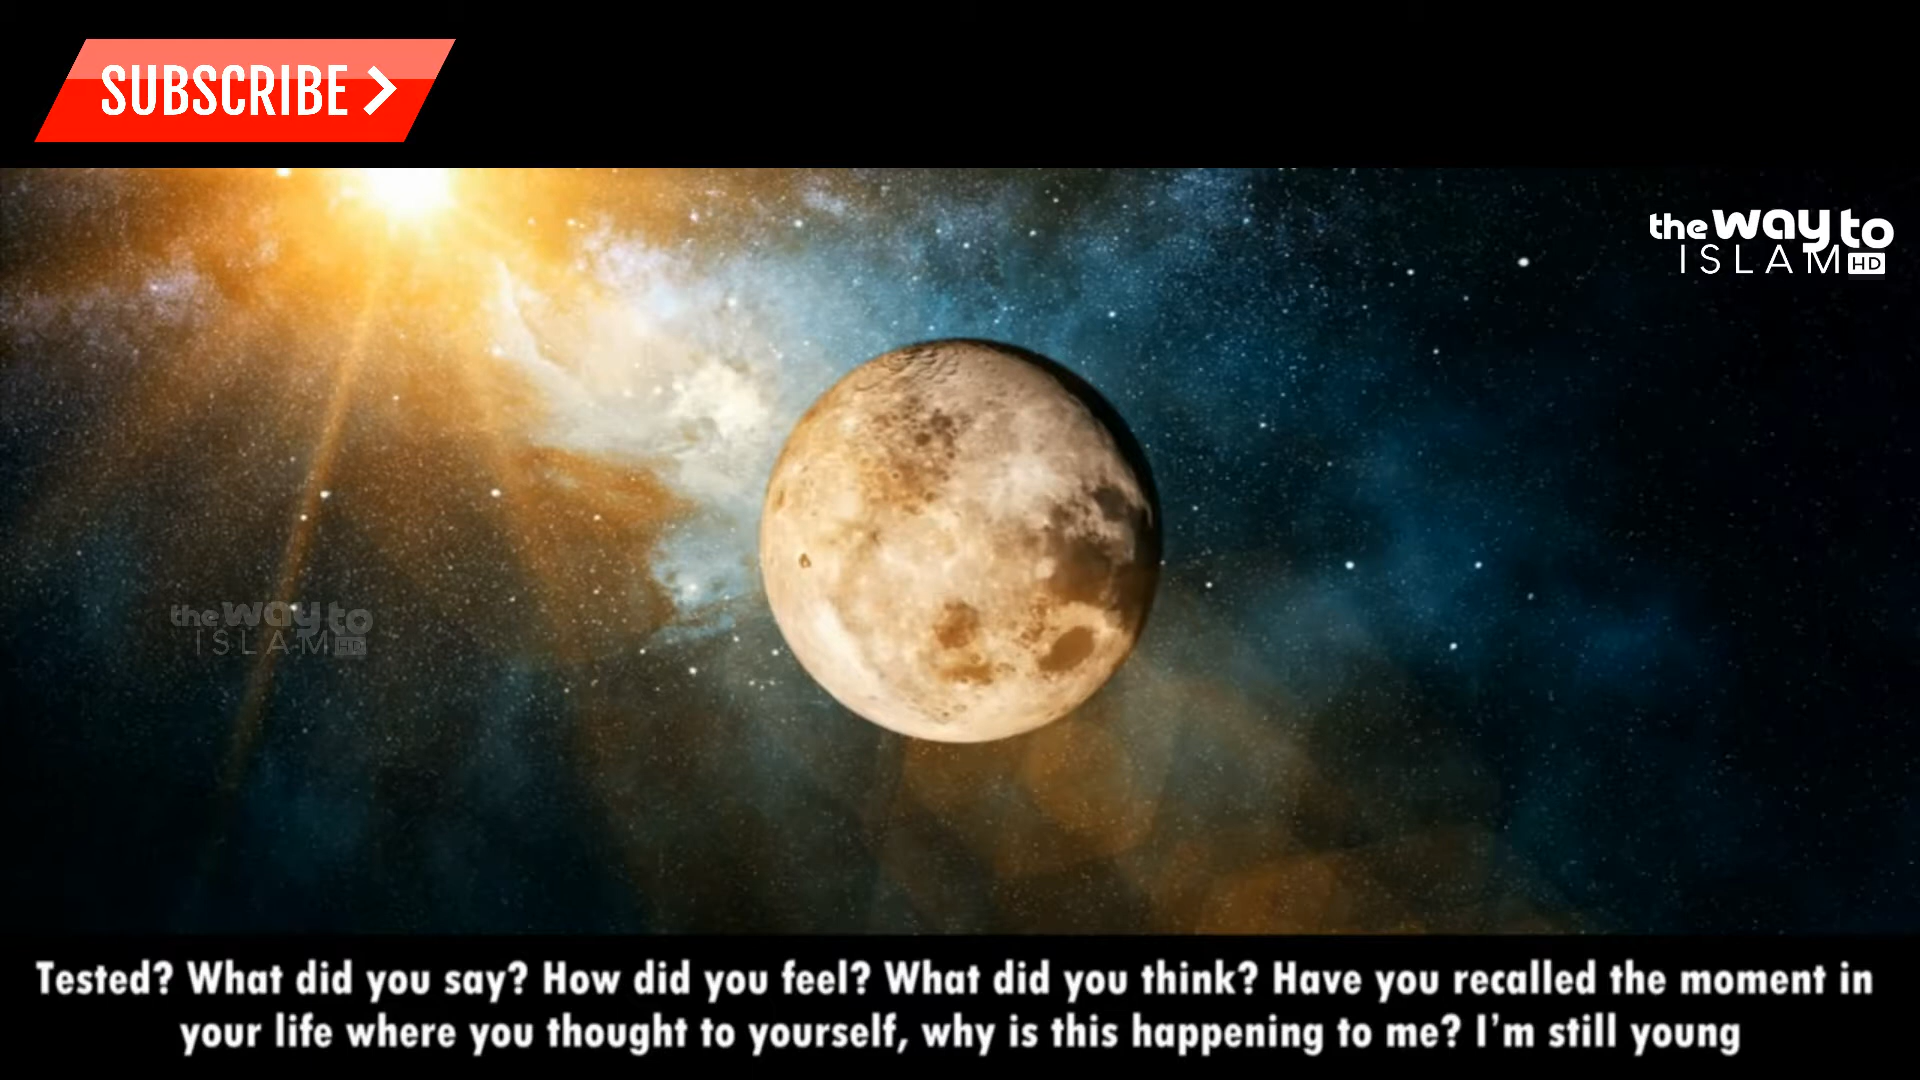 SUBSCRIBE
the way to
ISLAM HD
the way to
ISLAM HD
Tested? What did you say? How did you feel? What did you think? Have you recalled the moment in
your life where you thought to yourself, why is this happening to me? I'm still young